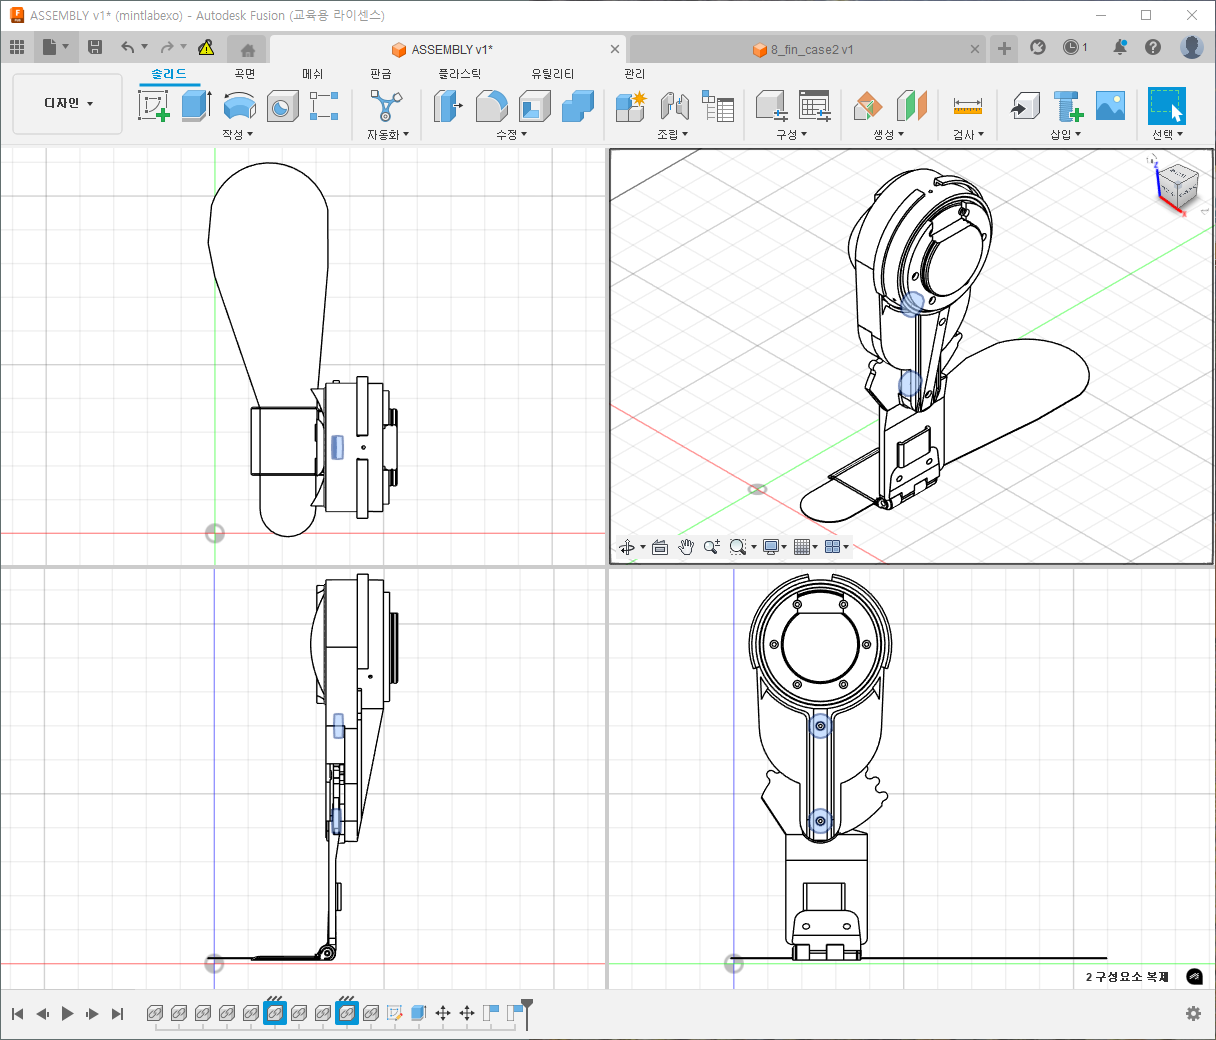 ASSEMBLY v1* (mintlabexo) - Autodesk Fusion (교육용 라이센스)
ASSEMBLY v1*
8_fin_case2 v1
1
솔리드 곡면 메쉬 판금 플라스틱 유틸리티 관리
디자인
작성 자동화 수정 조립 구성 생성 검사 삽입 선택
Z
X
2 구성요소 복제